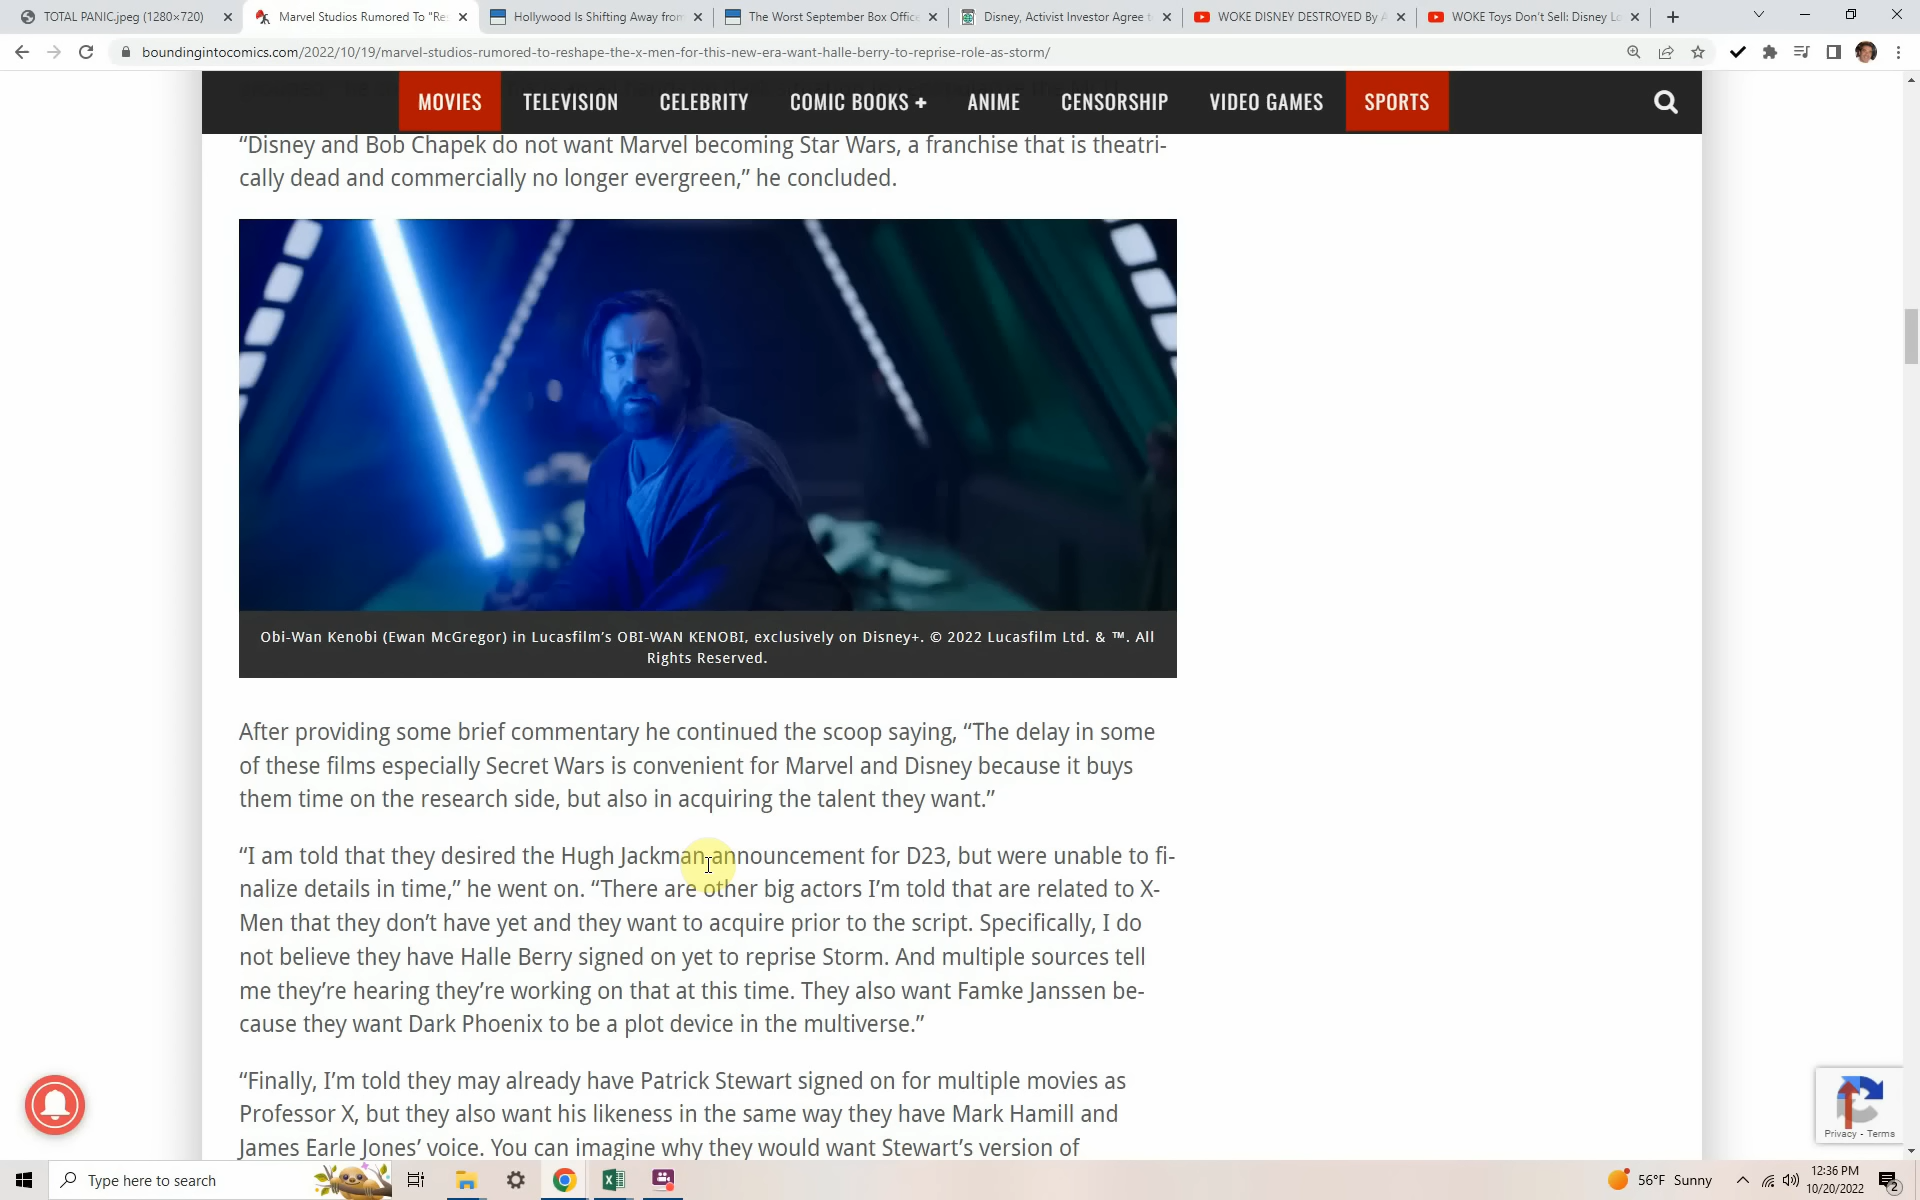 TOTAL PANIC.jpeg (1280×720)
Marvel Studios Rumored To "Re
Hollywood Is Shifting Away from
The Worst September Box Office
Disney, Activist Investor Agree t
WOKE DISNEY DESTROYED By A
WOKE Toys Don't Sell: Disney Lo
boundingintocomics.com/2022/10/19/marvel-studios-rumored-to-reshape-the-x-men-for-this-new-era-want-halle-berry-to-reprise-role-as-storm/
MOVIES TELEVISION CELEBRITY COMIC BOOKS + ANIME CENSORSHIP VIDEO GAMES SPORTS
“Disney and Bob Chapek do not want Marvel becoming Star Wars, a franchise that is theatri-
cally dead and commercially no longer evergreen,” he concluded.
Obi-Wan Kenobi (Ewan McGregor) in Lucasfilm’s OBI-WAN KENOBI, exclusively on Disney+. © 2022 Lucasfilm Ltd. & ™. All
Rights Reserved.
After providing some brief commentary he continued the scoop saying, “The delay in some
of these films especially Secret Wars is convenient for Marvel and Disney because it buys
them time on the research side, but also in acquiring the talent they want.”
“I am told that they desired the Hugh Jackman announcement for D23, but were unable to fi-
nalize details in time,” he went on. “There are other big actors I’m told that are related to X-
Men that they don’t have yet and they want to acquire prior to the script. Specifically, I do
not believe they have Halle Berry signed on yet to reprise Storm. And multiple sources tell
me they’re hearing they’re working on that at this time. They also want Famke Janssen be-
cause they want Dark Phoenix to be a plot device in the multiverse.”
“Finally, I’m told they may already have Patrick Stewart signed on for multiple movies as
Professor X, but they also want his likeness in the same way they have Mark Hamill and
James Earle Jones’ voice. You can imagine why they would want Stewart’s version of
Privacy - Terms
Type here to search
56°F Sunny
12:36 PM
10/20/2022
2